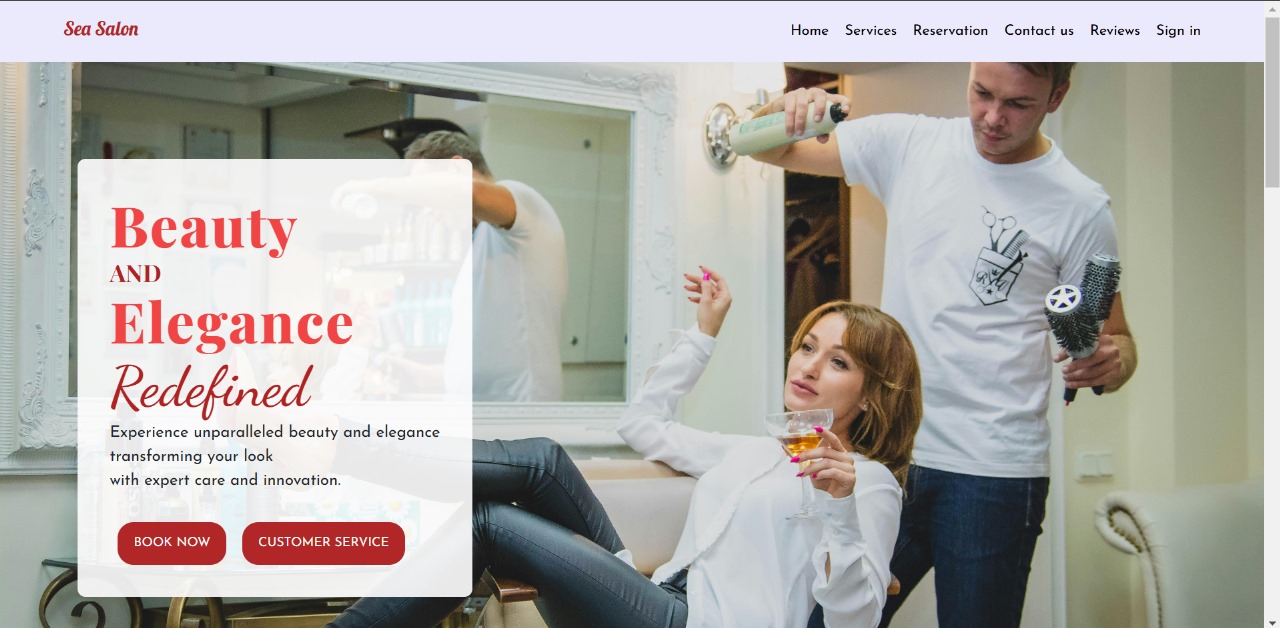 Sea Salon
Home Services Reservation Contact us Reviews Sign in
Beauty
AND
Elegance
Redefined
Experience unparalleled beauty and elegance
transforming your look
with expert care and innovation.
BOOK NOW CUSTOMER SERVICE